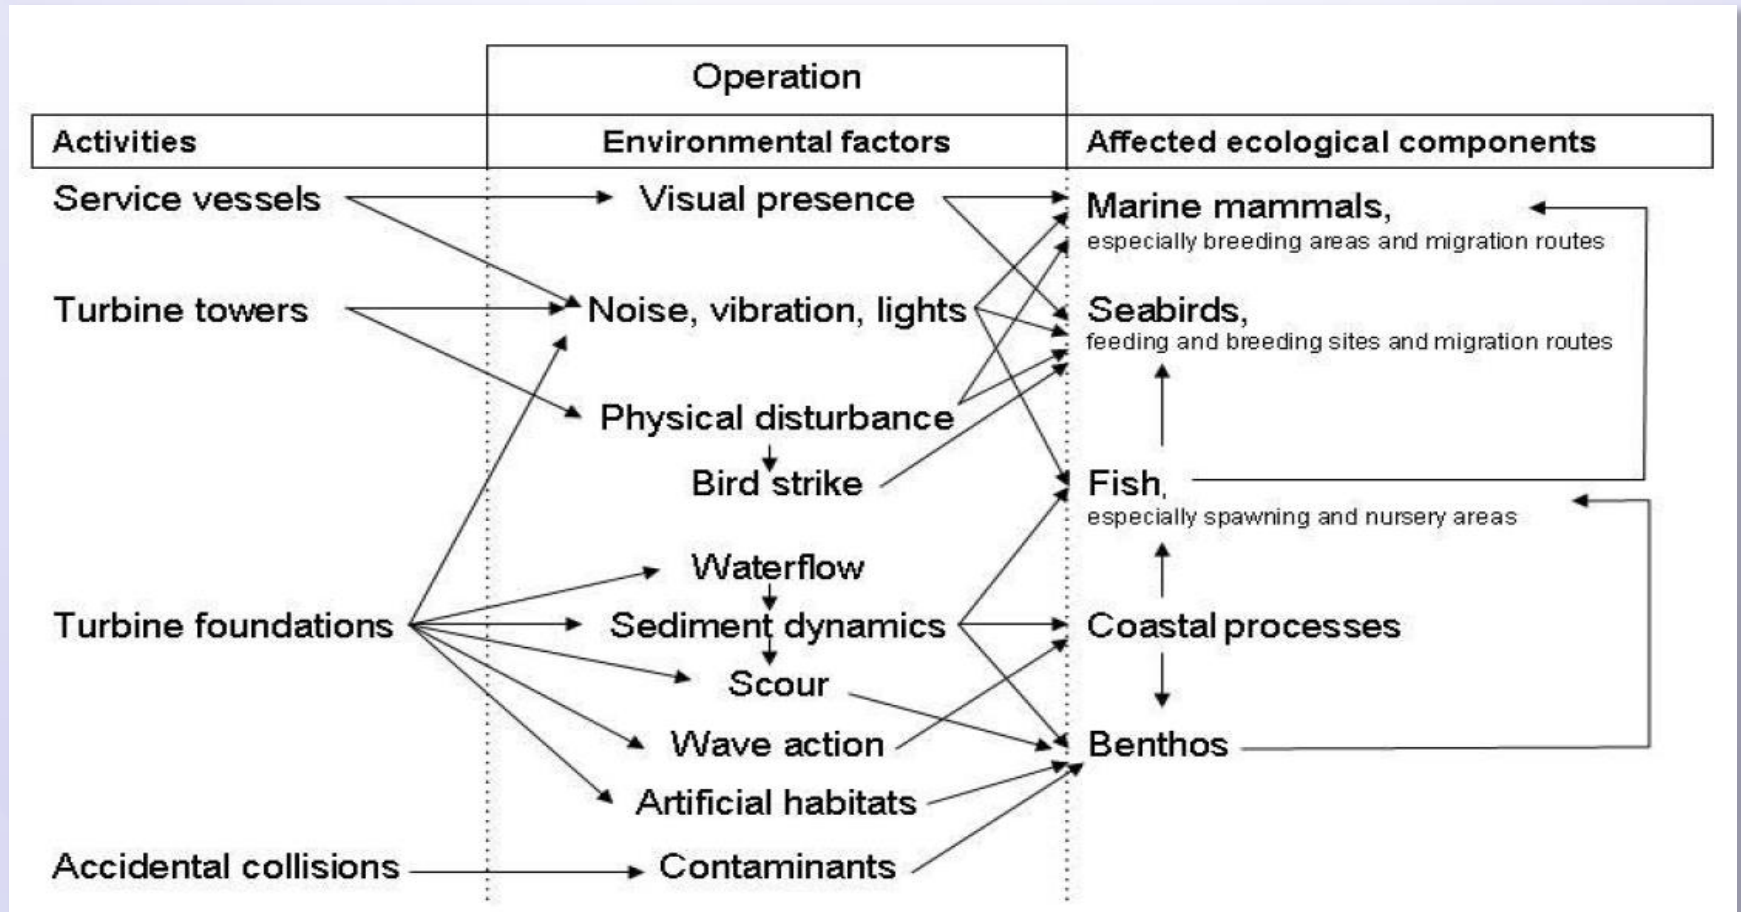 Operation
Activities Environmental factors Affected ecological components
Service vessels Visual presence Marine mammals,
especially breeding areas and migration routes
Turbine towers Noise, vibration, lights Seabirds,
feeding and breeding sites and migration routes
Physical disturbance
Bird strike Fish,
especially spawning and nursery areas
Waterflow
Turbine foundations Sediment dynamics Coastal processes
Scour
Wave action Benthos
Artificial habitats
Accidental collisions Contaminants